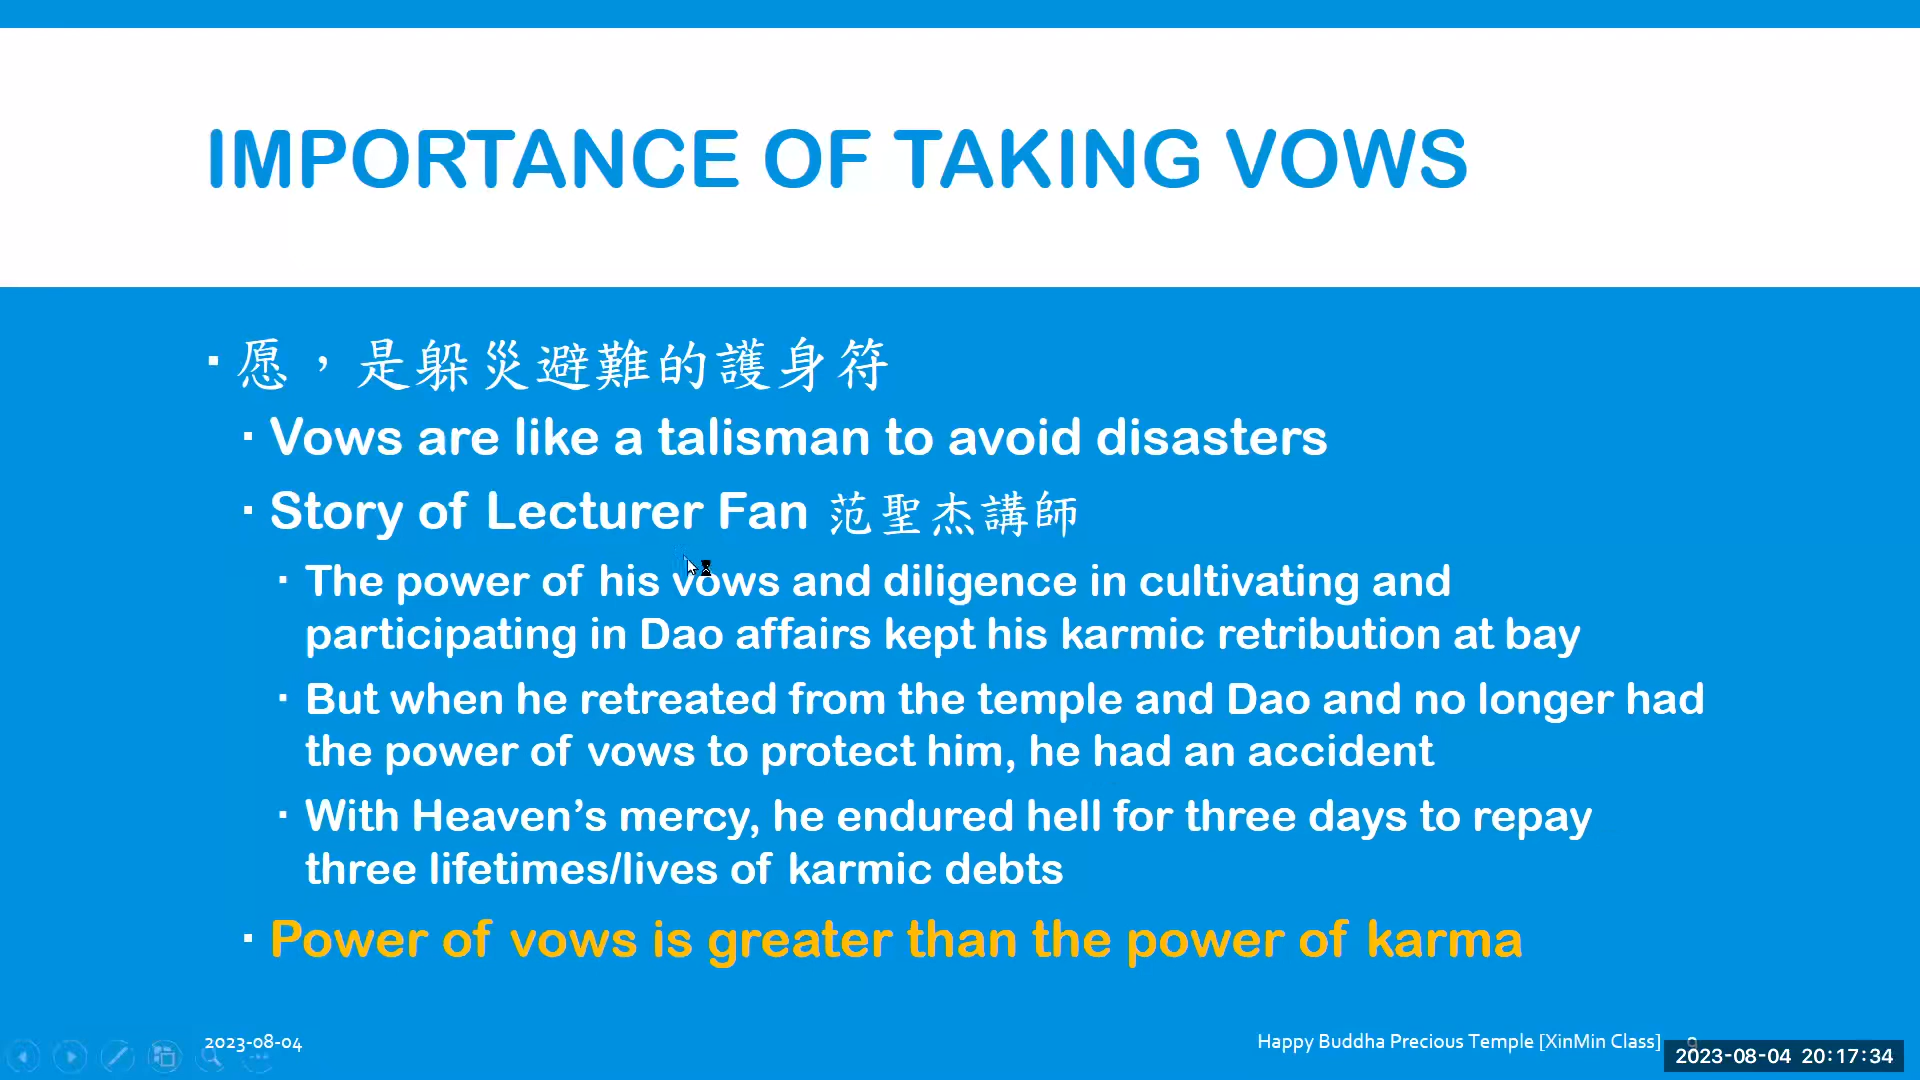 IMPORTANCE OF TAKING VOWS
▪ 愿，是躲災避難的護身符
▪ Vows are like a talisman to avoid disasters
▪ Story of Lecturer Fan 范聖杰講師
▪ The power of his vows and diligence in cultivating and
participating in Dao affairs kept his karmic retribution at bay
▪ But when he retreated from the temple and Dao and no longer had
the power of vows to protect him, he had an accident
▪ With Heaven’s mercy, he endured hell for three days to repay
three lifetimes/lives of karmic debts
▪ Power of vows is greater than the power of karma
2023-08-04
Happy Buddha Precious Temple [XinMin Class]
2023-08-04 20:17:34